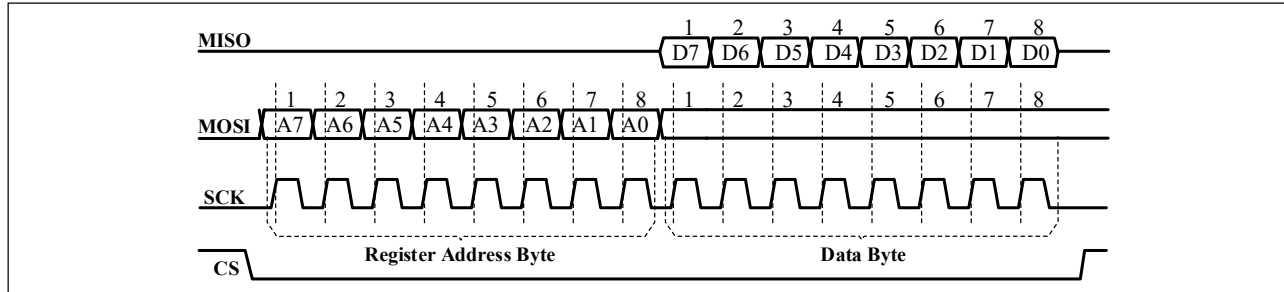 1 2 3 4 5 6 7 8
MISO D7 D6 D5 D4 D3 D2 D1 D0
1 2 3 4 5 6 7 8 1 2 3 4 5 6 7 8
MOSI A7 A6 A5 A4 A3 A2 A1 A0
SCK
Register Address Byte Data Byte
CS